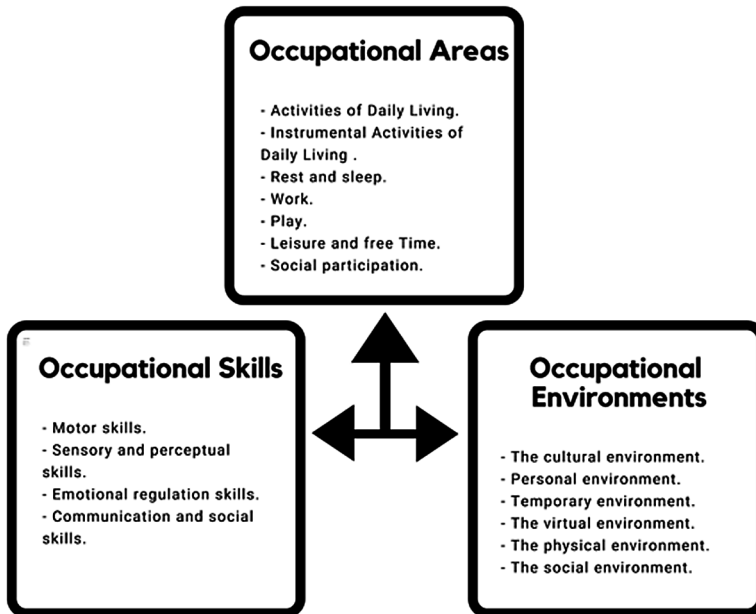 Occupational Areas
- Activities of Daily Living.
- Instrumental Activities of
Daily Living .
- Rest and sleep.
- Work.
- Play.
- Leisure and free Time.
- Social participation.
Occupational Skills
- Motor skills.
- Sensory and perceptual
skills.
- Emotional regulation skills.
- Communication and social
skills.
Occupational
Environments
- The cultural environment.
- Personal environment.
- Temporary environment.
- The virtual environment.
- The physical environment.
- The social environment.